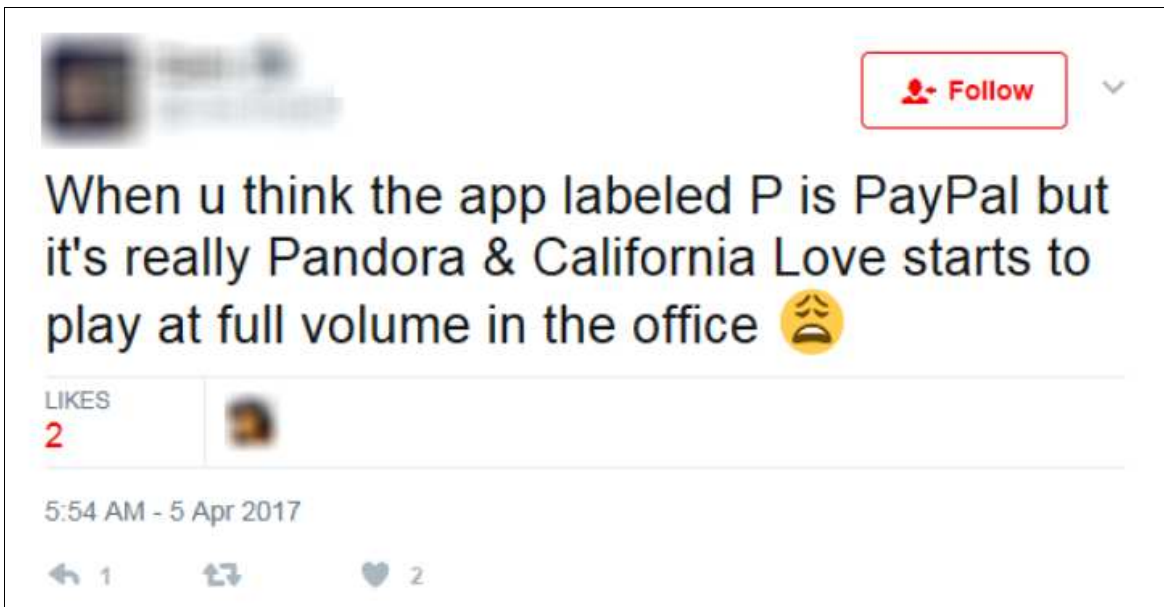 Follow
When u think the app labeled P is PayPal but
it's really Pandora & California Love starts to
play at full volume in the office 😩
LIKES
2
5:54 AM - 5 Apr 2017
1 2